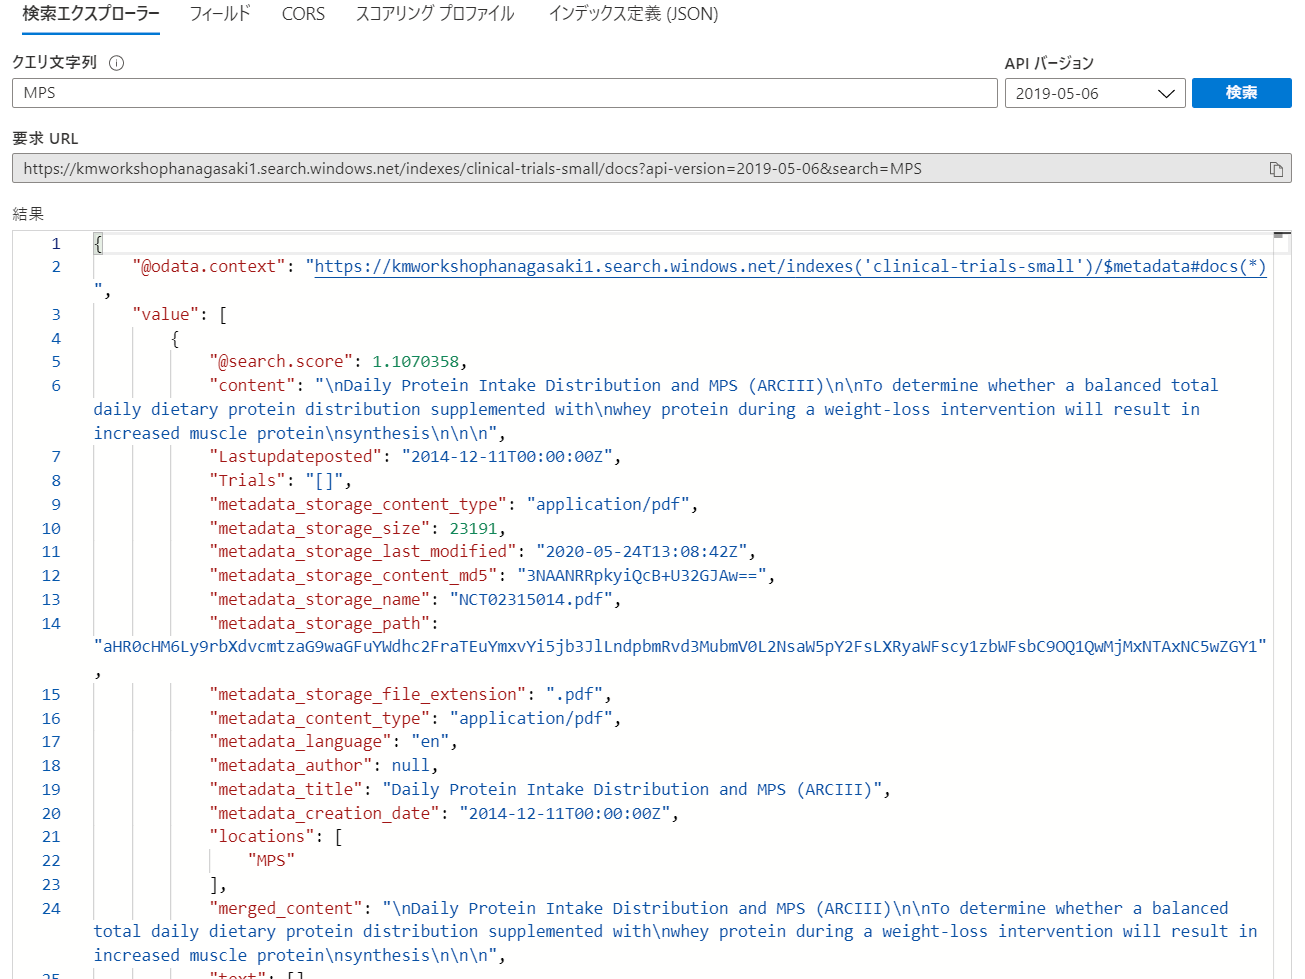 検索エクスプローラー フィールド CORS スコアリング プロファイル インデックス定義 (JSON)
クエリ文字列
API バージョン
MPS
2019-05-06
検索
要求 URL
https://kmworkshophanagasaki1.search.windows.net/indexes/clinical-trials-small/docs?api-version=2019-05-06&search=MPS
結果
1 {
2 "@odata.context": "https://kmworkshophanagasaki1.search.windows.net/indexes('clinical-trials-small')/$metadata#docs(*)
",
3 "value": [
4 {
5 "@search.score": 1.1070358,
6 "content": "\nDaily Protein Intake Distribution and MPS (ARCIII)\n\nTo determine whether a balanced total
daily dietary protein distribution supplemented with\nwhey protein during a weight-loss intervention will result in
increased muscle protein\nsynthesis\n\n\n",
7 "Lastupdateposted": "2014-12-11T00:00:00Z",
8 "Trials": "[]",
9 "metadata_storage_content_type": "application/pdf",
10 "metadata_storage_size": 23191,
11 "metadata_storage_last_modified": "2020-05-24T13:08:42Z",
12 "metadata_storage_content_md5": "3NAANRRpkyiQcB+U32GJAw==",
13 "metadata_storage_name": "NCT02315014.pdf",
14 "metadata_storage_path":
"aHR0cHM6Ly9rbXdvcmtzaG9waGFuYWdhc2FraTEuYmxvYi5jb3JlLndpbmRvd3MubmV0L2NsaW5pY2FsLXRyaWFscy1zbWFsbC9OQ1QwMjMxNTAxNC5wZGY1"
,
15 "metadata_storage_file_extension": ".pdf",
16 "metadata_content_type": "application/pdf",
17 "metadata_language": "en",
18 "metadata_author": null,
19 "metadata_title": "Daily Protein Intake Distribution and MPS (ARCIII)",
20 "metadata_creation_date": "2014-12-11T00:00:00Z",
21 "locations": [
22 "MPS"
23 ],
24 "merged_content": "\nDaily Protein Intake Distribution and MPS (ARCIII)\n\nTo determine whether a balanced
total daily dietary protein distribution supplemented with\nwhey protein during a weight-loss intervention will result in
increased muscle protein\nsynthesis\n\n\n",
25 "text": []